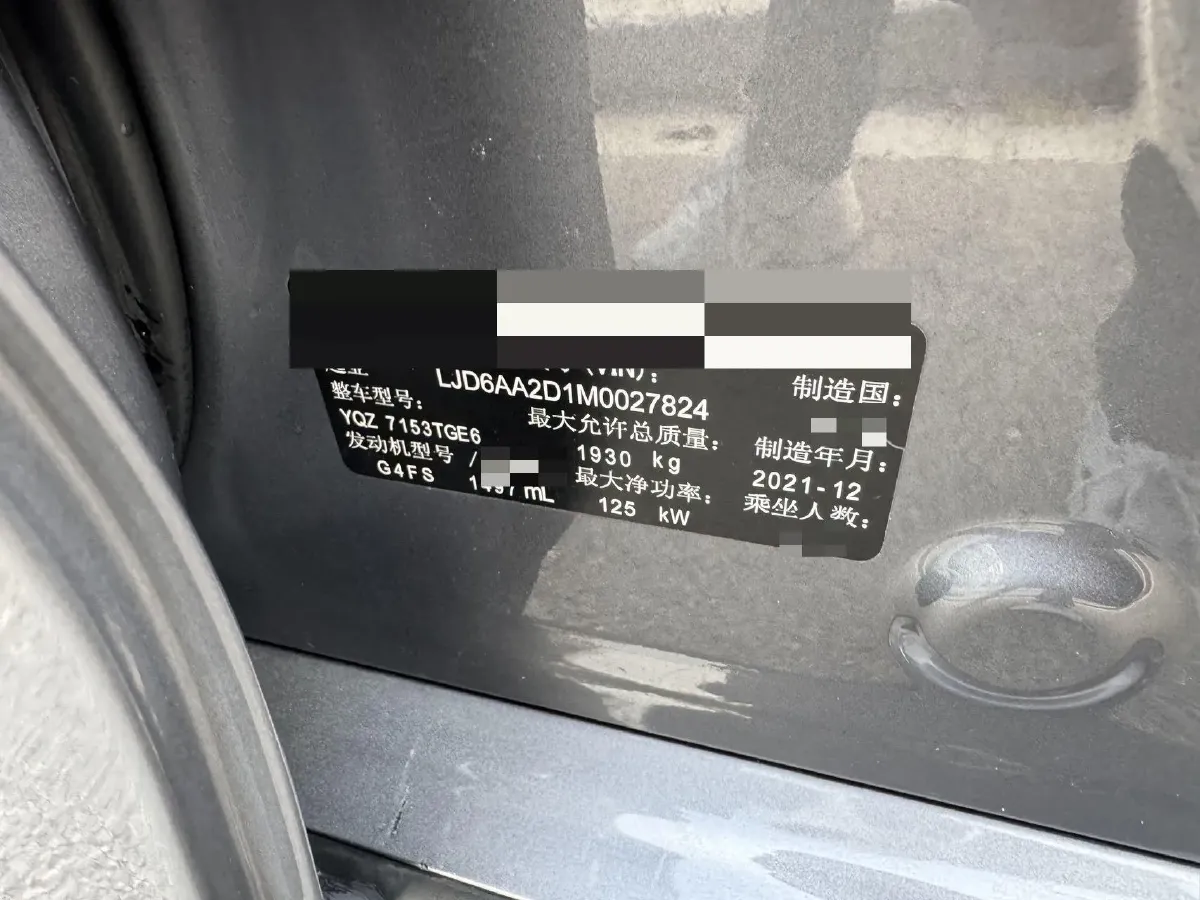 (VIN):
LJD6AA2D1M0027824
制造国:
整车型号:
YQZ 7153TGE6
最大允许总质量:
1930 kg
制造年月:
2021-12
发动机型号 /
G4FS 1497 mL
最大净功率:
125 kW
乘坐人数: